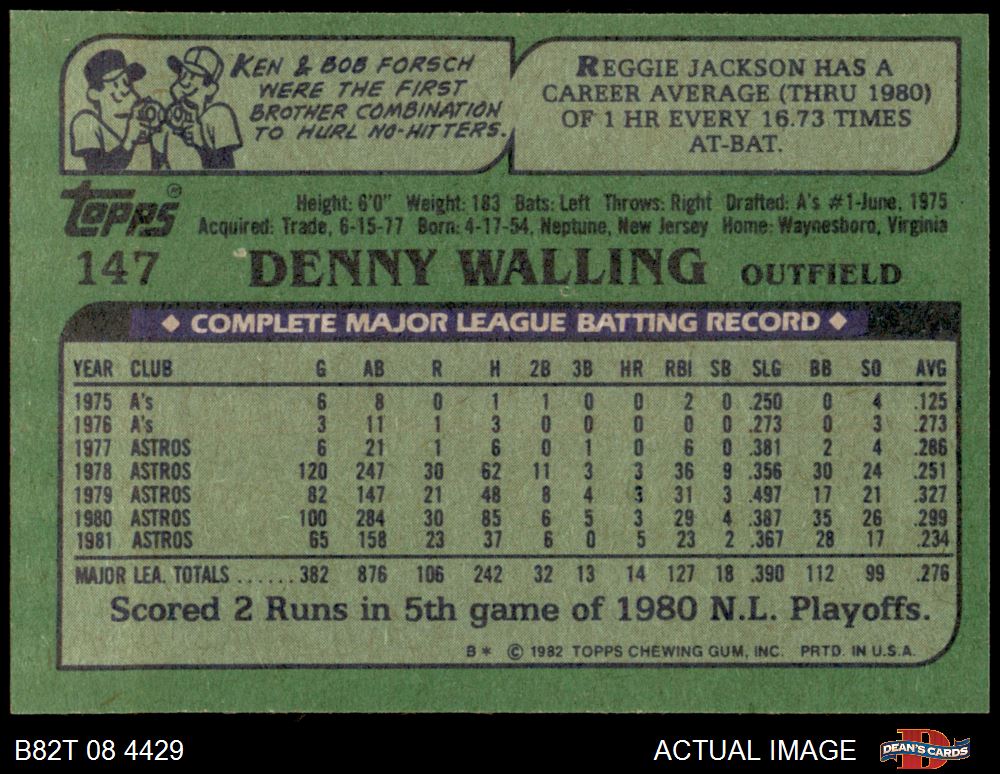 KEN & BOB FORSCH
WERE THE FIRST
BROTHER COMBINATION
TO HURL NO-HITTERS.
REGGIE JACKSON HAS A
CAREER AVERAGE (THRU 1980)
OF 1 HR EVERY 16.73 TIMES
AT-BAT.
Topps®
Height: 6'0" Weight: 183 Bats: Left Throws: Right Drafted: A's #1-June, 1975
Acquired: Trade, 6-15-77 Born: 4-17-54, Neptune, New Jersey Home: Waynesboro, Virginia
147 DENNY WALLING OUTFIELD
◆ COMPLETE MAJOR LEAGUE BATTING RECORD ◆
YEAR CLUB G AB R H 2B 3B HR RBI SB SLG BB SO AVG
1975 A's 6 8 0 1 1 0 0 2 0 .250 0 4 .125
1976 A's 3 11 1 3 0 0 0 0 0 .273 0 3 .273
1977 ASTROS 6 21 1 6 0 1 0 6 0 .381 2 4 .286
1978 ASTROS 120 247 30 62 11 3 3 36 9 .356 30 24 .251
1979 ASTROS 82 147 21 48 8 4 3 31 3 .497 17 21 .327
1980 ASTROS 100 284 30 85 6 5 3 29 4 .387 35 26 .299
1981 ASTROS 65 158 23 37 6 0 5 23 2 .367 28 17 .234
MAJOR LEA. TOTALS ......382 876 106 242 32 13 14 127 18 .390 112 99 .276
Scored 2 Runs in 5th game of 1980 N.L. Playoffs.
B* © 1982 TOPPS CHEWING GUM, INC. PRTD. IN U.S.A.
B82T 08 4429 ACTUAL IMAGE DEAN'S CARDS